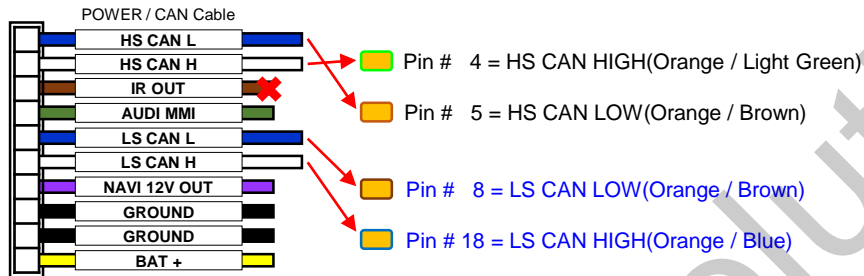 POWER / CAN Cable
HS CAN L
HS CAN H
IR OUT
AUDI MMI
LS CAN L
LS CAN H
NAVI 12V OUT
GROUND
GROUND
BAT +
Pin # 4 = HS CAN HIGH(Orange / Light Green)
Pin # 5 = HS CAN LOW(Orange / Brown)
Pin # 8 = LS CAN LOW(Orange / Brown)
Pin # 18 = LS CAN HIGH(Orange / Blue)